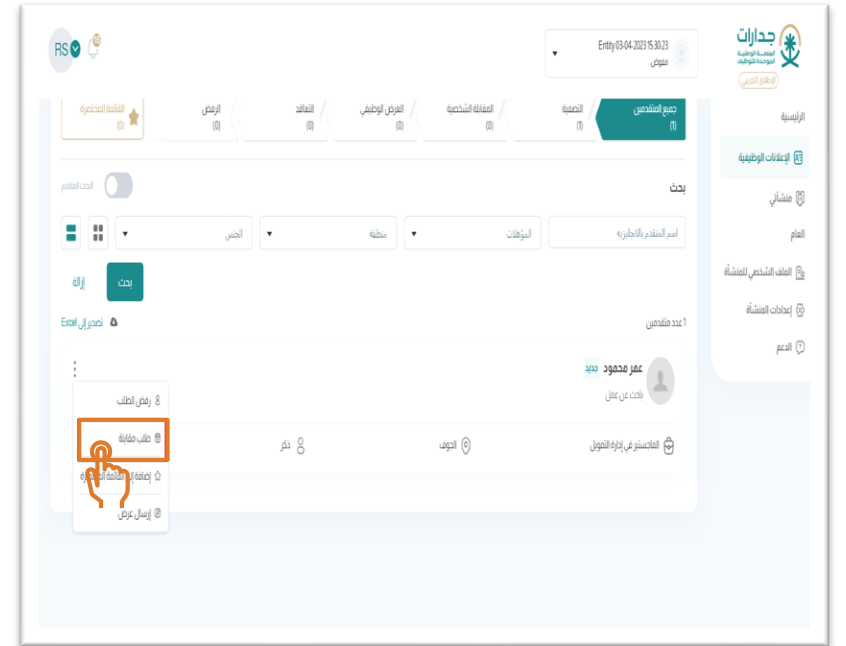 جدارات
المنصة الوطنية
الموحدة للتوظيف
الإطلاق التجريبي
Entity 03-04-2023 15:30:23
مفوض
RS
الرئيسية
الإعلانات الوظيفية
منشأتي
العام
الملف الشخصي للمنشأة
إعدادات المنشأة
الدعم
جميع المتقدمين
(1)
التصفية
(1)
المقابلة الشخصية
(0)
العرض الوظيفي
(0)
التعاقد
(0)
الرفض
(0)
القائمة المختصرة
(0)
بحث
البحث المتقدم
اسم المتقدم بالانجليزية
المؤهلات
منطقة
الجنس
بحث
إزالة
1 عدد متقدمين
تصدير إلى Excel
عمر محمود جديد
باحث عن عمل
الماجستير في إدارة التمويل
الجوف
ذكر
رفض الطلب
طلب مقابلة
إضافة إلى القائمة المختصرة
إرسال عرض